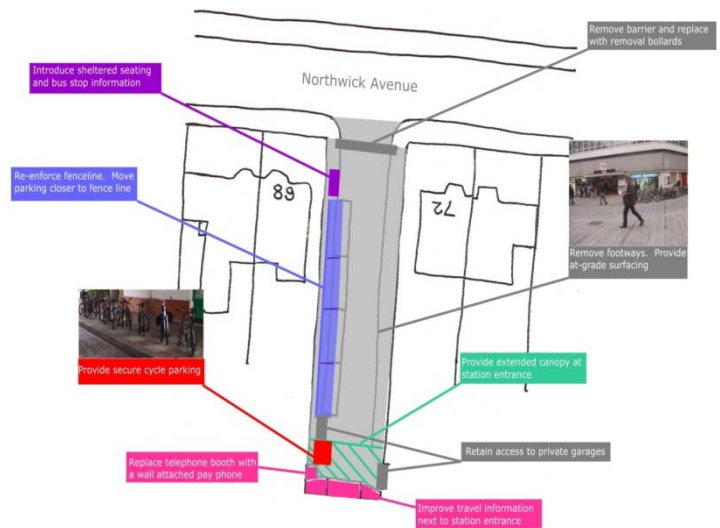 Remove barrier and replace
with removal bollards
Introduce sheltered seating
and bus stop information
Northwick Avenue
Re-enforce fenceline. Move
parking closer to fence line
68
72
Remove footways. Provide
at-grade surfacing
Provide secure cycle parking
Provide extended canopy at
station entrance
Replace telephone booth with
a wall attached pay phone
Retain access to private garages
Improve travel information
next to station entrance